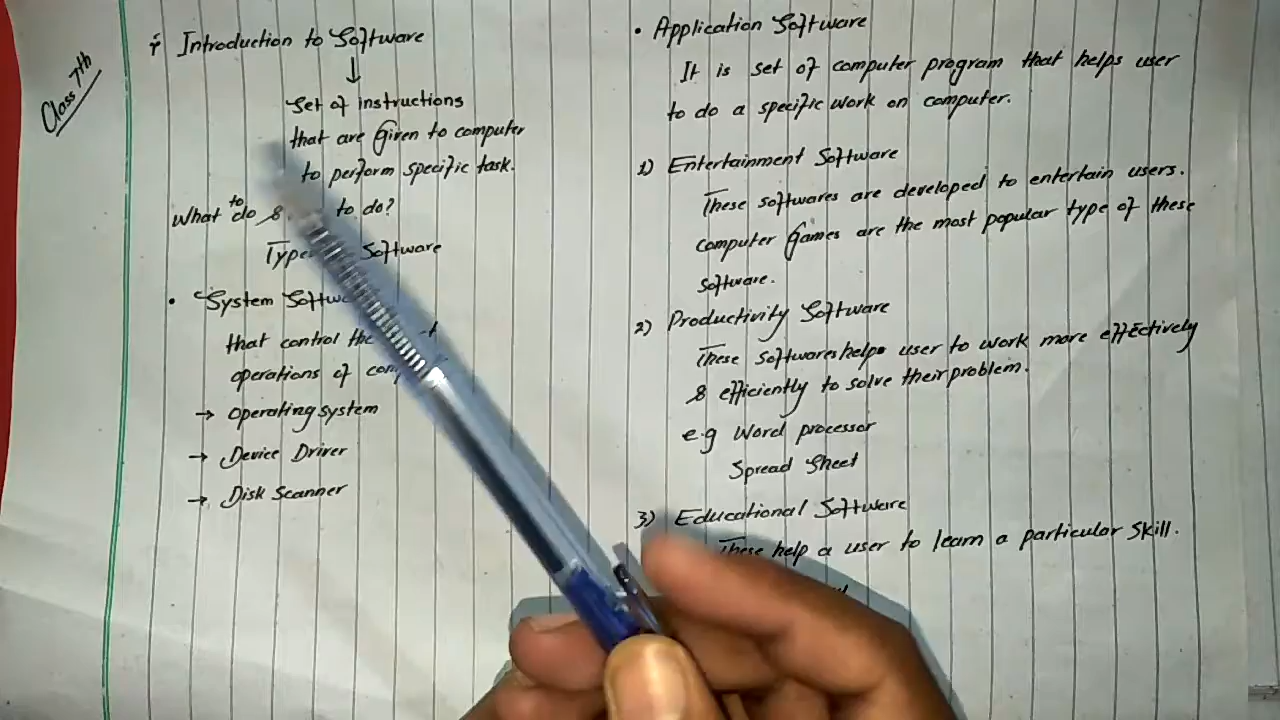 Class 7th
Introduction to Software
↓
Set of instructions
that are Given to computer
to perform specific task.
What to do & to do?
Type Software
• System Softw
that control the
operations of com
→ Operating system
→ Device Driver
→ Disk Scanner
• Application Software
It is set of computer program that helps user
to do a specific work on computer.
1) Entertainment Software
These softwares are developed to entertain users.
computer Games are the most popular type of these
software.
2) Productivity Software
These Softwares help user to work more effectively
& efficiently to solve their problem.
e.g Word processor
Spread Sheet
3) Educational Software
These help a user to learn a particular Skill.